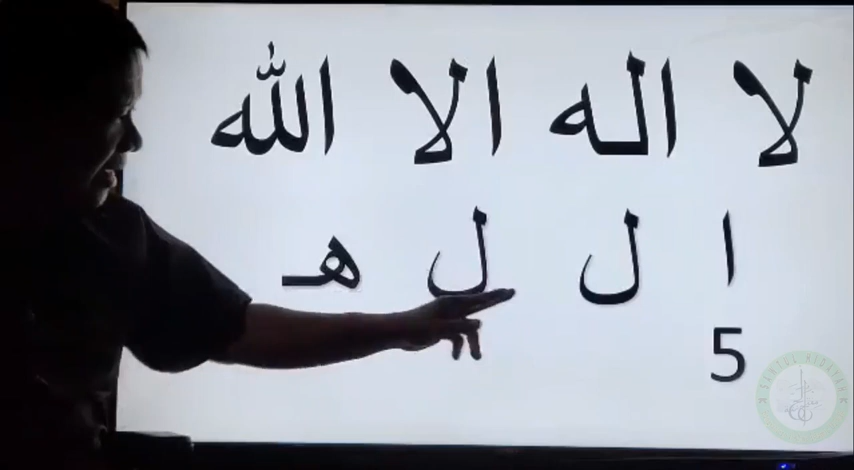 لا اله الا الله
ا ل ل هـ
5